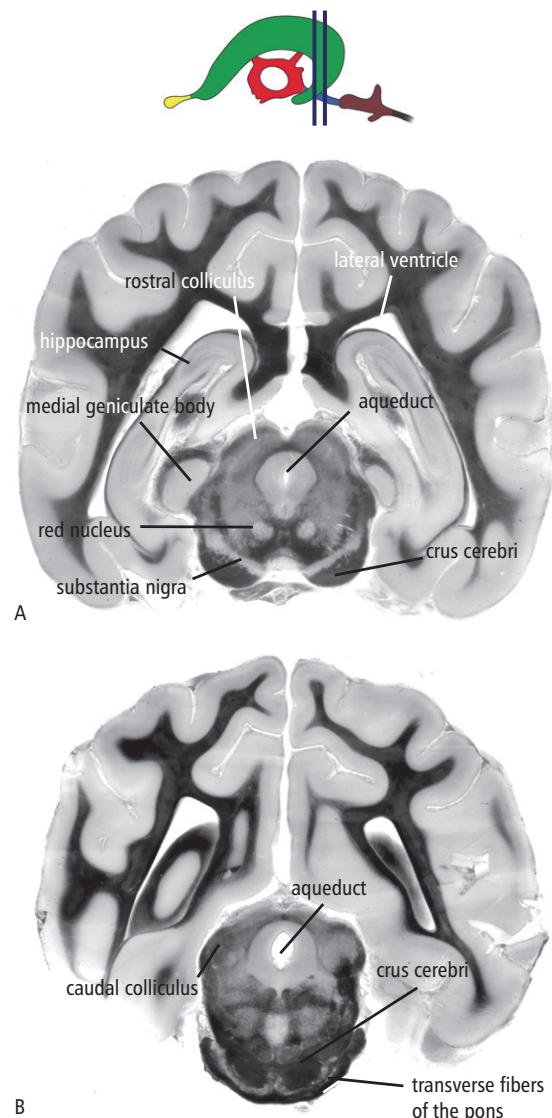 rostral colliculus
lateral ventricle
hippocampus
medial geniculate body
aqueduct
red nucleus
crus cerebri
substantia nigra
A
aqueduct
crus cerebri
caudal colliculus
B
transverse fibers
of the pons